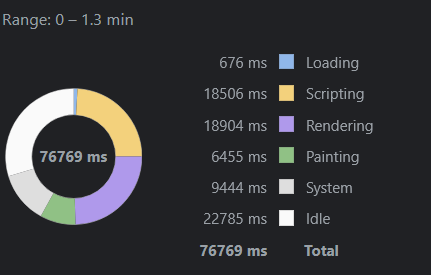 Range: 0 – 1.3 min
676 ms Loading
18506 ms Scripting
18904 ms Rendering
76769 ms
6455 ms Painting
9444 ms System
22785 ms Idle
76769 ms Total